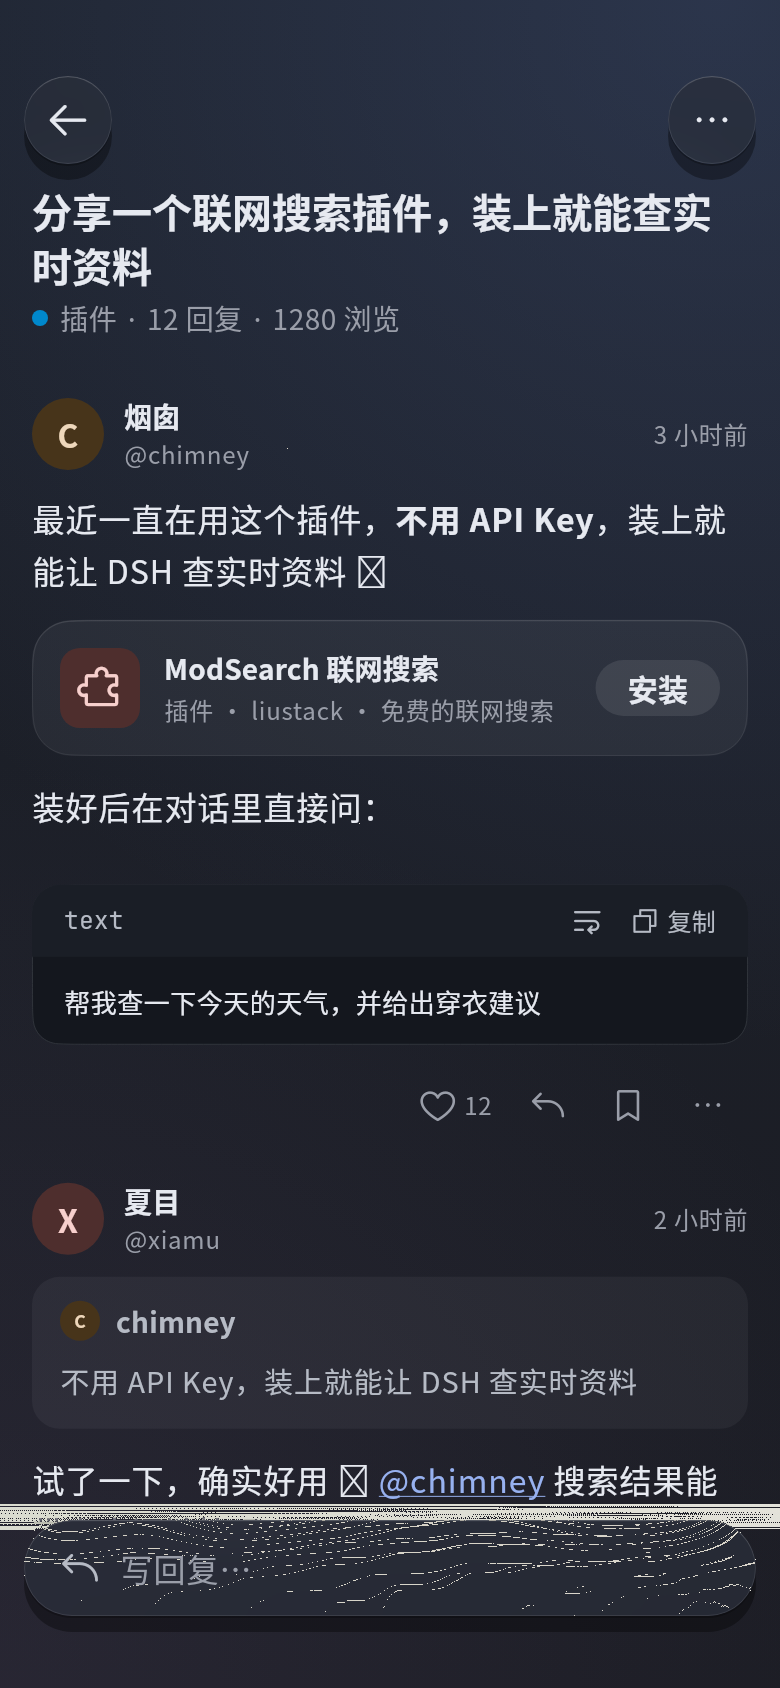 分享一个联网搜索插件，装上就能查实
时资料
插件 · 12 回复 · 1280 浏览
C
烟囱
@chimney
3 小时前
最近一直在用这个插件，不用 API Key，装上就
能让 DSH 查实时资料
ModSearch 联网搜索
插件 · liustack · 免费的联网搜索
安装
装好后在对话里直接问：
text
复制
帮我查一下今天的天气，并给出穿衣建议
12
X
夏目
@xiamu
2 小时前
C
chimney
不用 API Key，装上就能让 DSH 查实时资料
试了一下，确实好用 @chimney 搜索结果能
写回复…